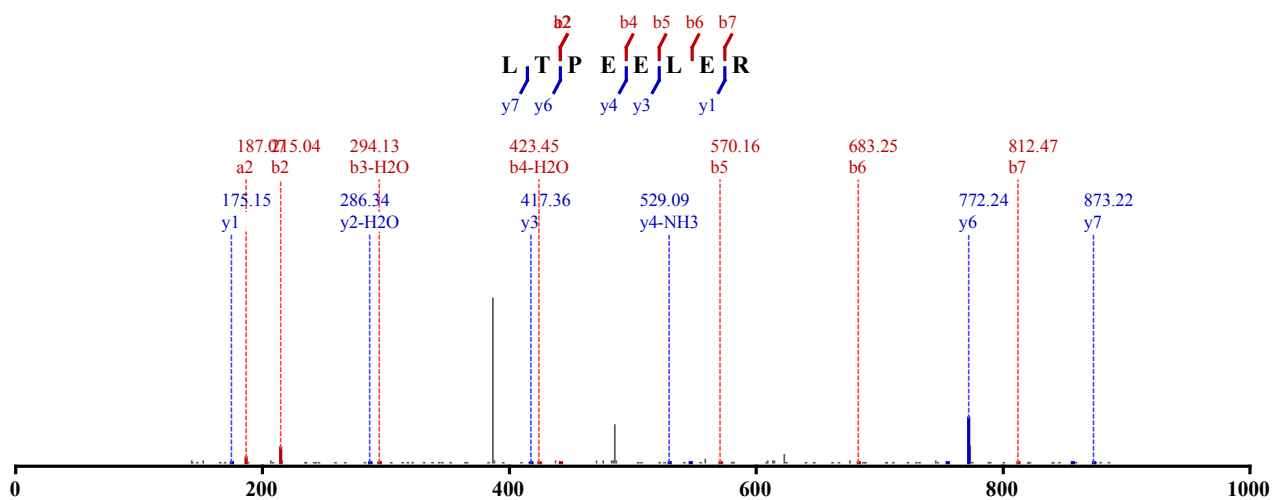 a2 b2 b4 b5 b6 b7
L T P E E L E R
y7 y6 y4 y3 y1
187.07 215.04 294.13 423.45 570.16 683.25 812.47
a2 b2 b3-H2O b4-H2O b5 b6 b7
175.15 286.34 417.36 529.09 772.24 873.22
y1 y2-H2O y3 y4-NH3 y6 y7
0 200 400 600 800 1000